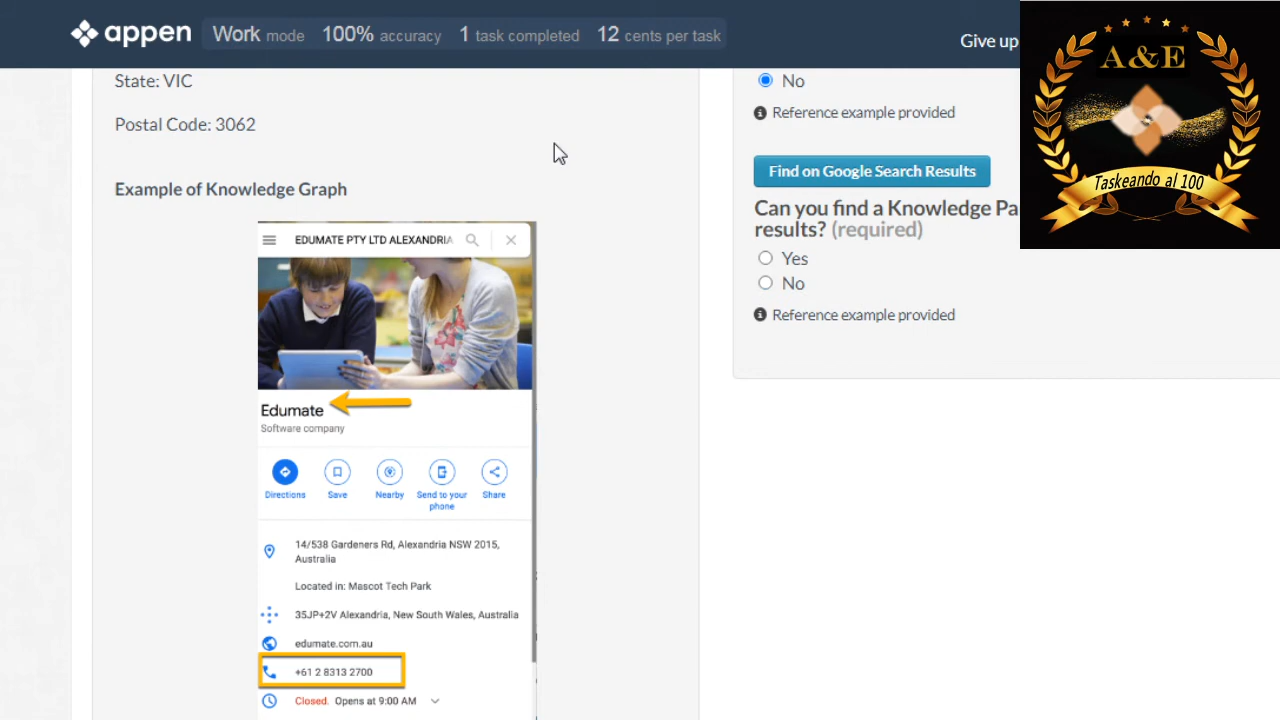 appen
Work mode 100% accuracy 1 task completed 12 cents per task
Give up
A&E
Taskeando al 100
State: VIC
Postal Code: 3062
Example of Knowledge Graph
EDUMATE PTY LTD ALEXANDRIA
Edumate
Software company
Directions Save Nearby Send to your phone Share
14/538 Gardeners Rd, Alexandria NSW 2015,
Australia
Located in: Mascot Tech Park
35JP+2V Alexandria, New South Wales, Australia
edumate.com.au
+61 2 8313 2700
Closed. Opens at 9:00 AM
No
Reference example provided
Find on Google Search Results
Can you find a Knowledge Pa
results? (required)
Yes
No
Reference example provided